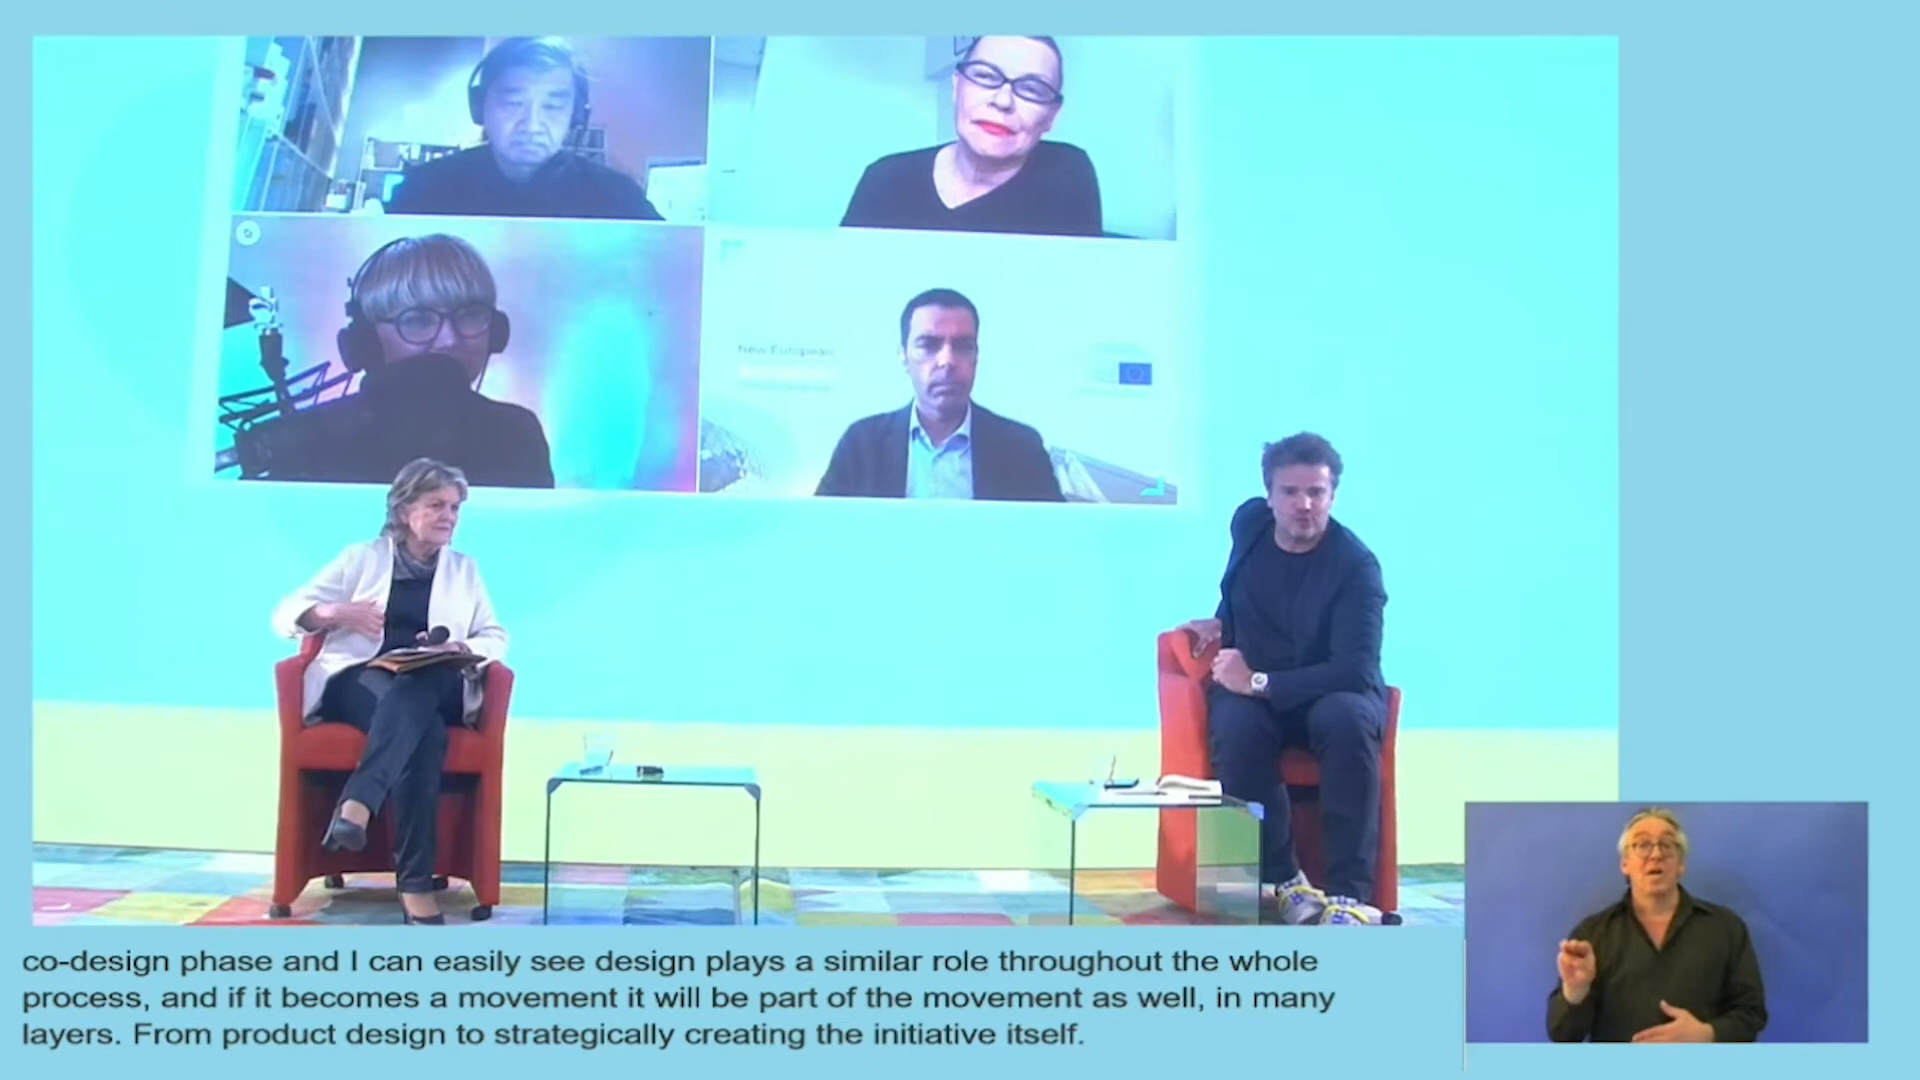 New European
co-design phase and I can easily see design plays a similar role throughout the whole
process, and if it becomes a movement it will be part of the movement as well, in many
layers. From product design to strategically creating the initiative itself.